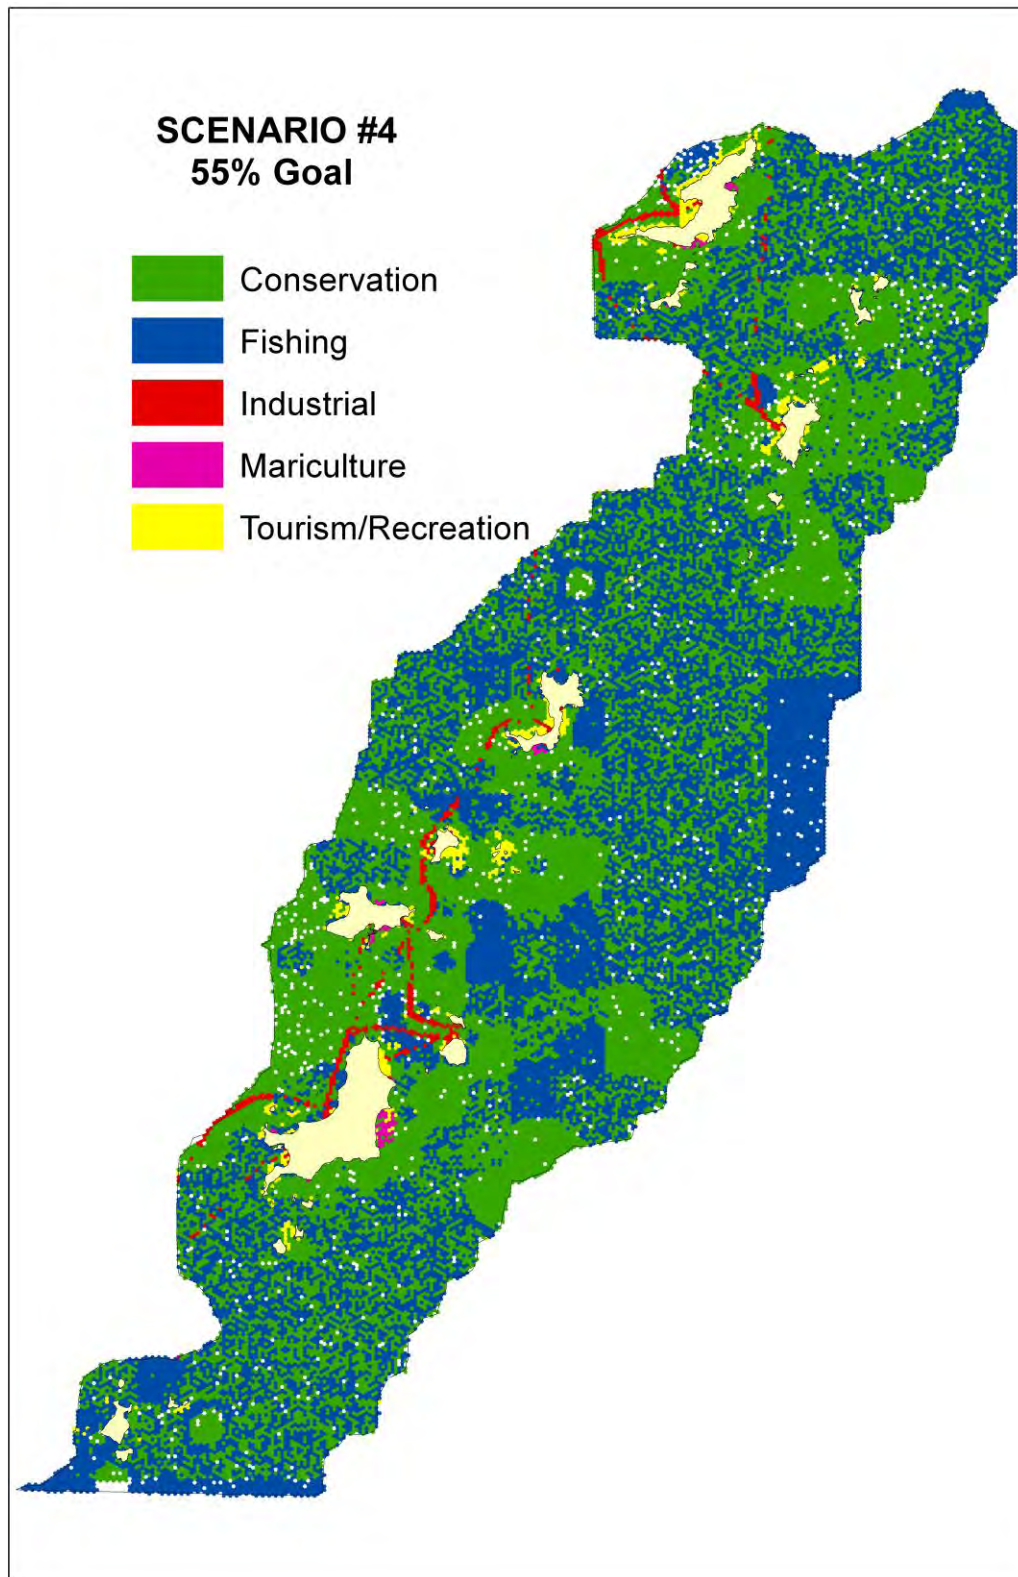 SCENARIO #4
55% Goal
Conservation
Fishing
Industrial
Mariculture
Tourism/Recreation